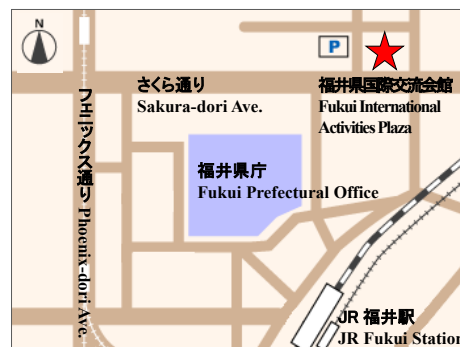 N
P
さくら通り
Sakura-dori Ave.
福井県国際交流会館
Fukui International
Activities Plaza
フェニックス通り Phoenix-dori Ave.
福井県庁
Fukui Prefectural Office
JR 福井駅
JR Fukui Station